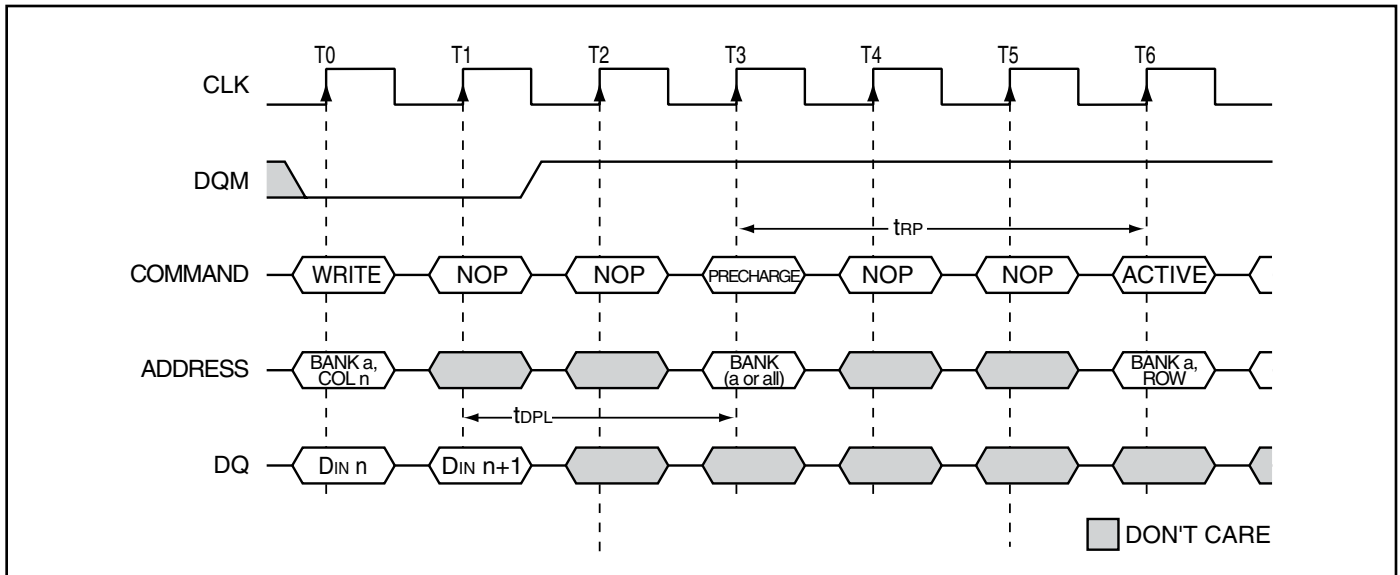 T0 T1 T2 T3 T4 T5 T6
CLK
DQM
tRP
COMMAND WRITE NOP NOP PRECHARGE NOP NOP ACTIVE
ADDRESS BANK a, COL n BANK (a or all) BANK a, ROW
tDPL
DQ DIN n DIN n+1
DON'T CARE